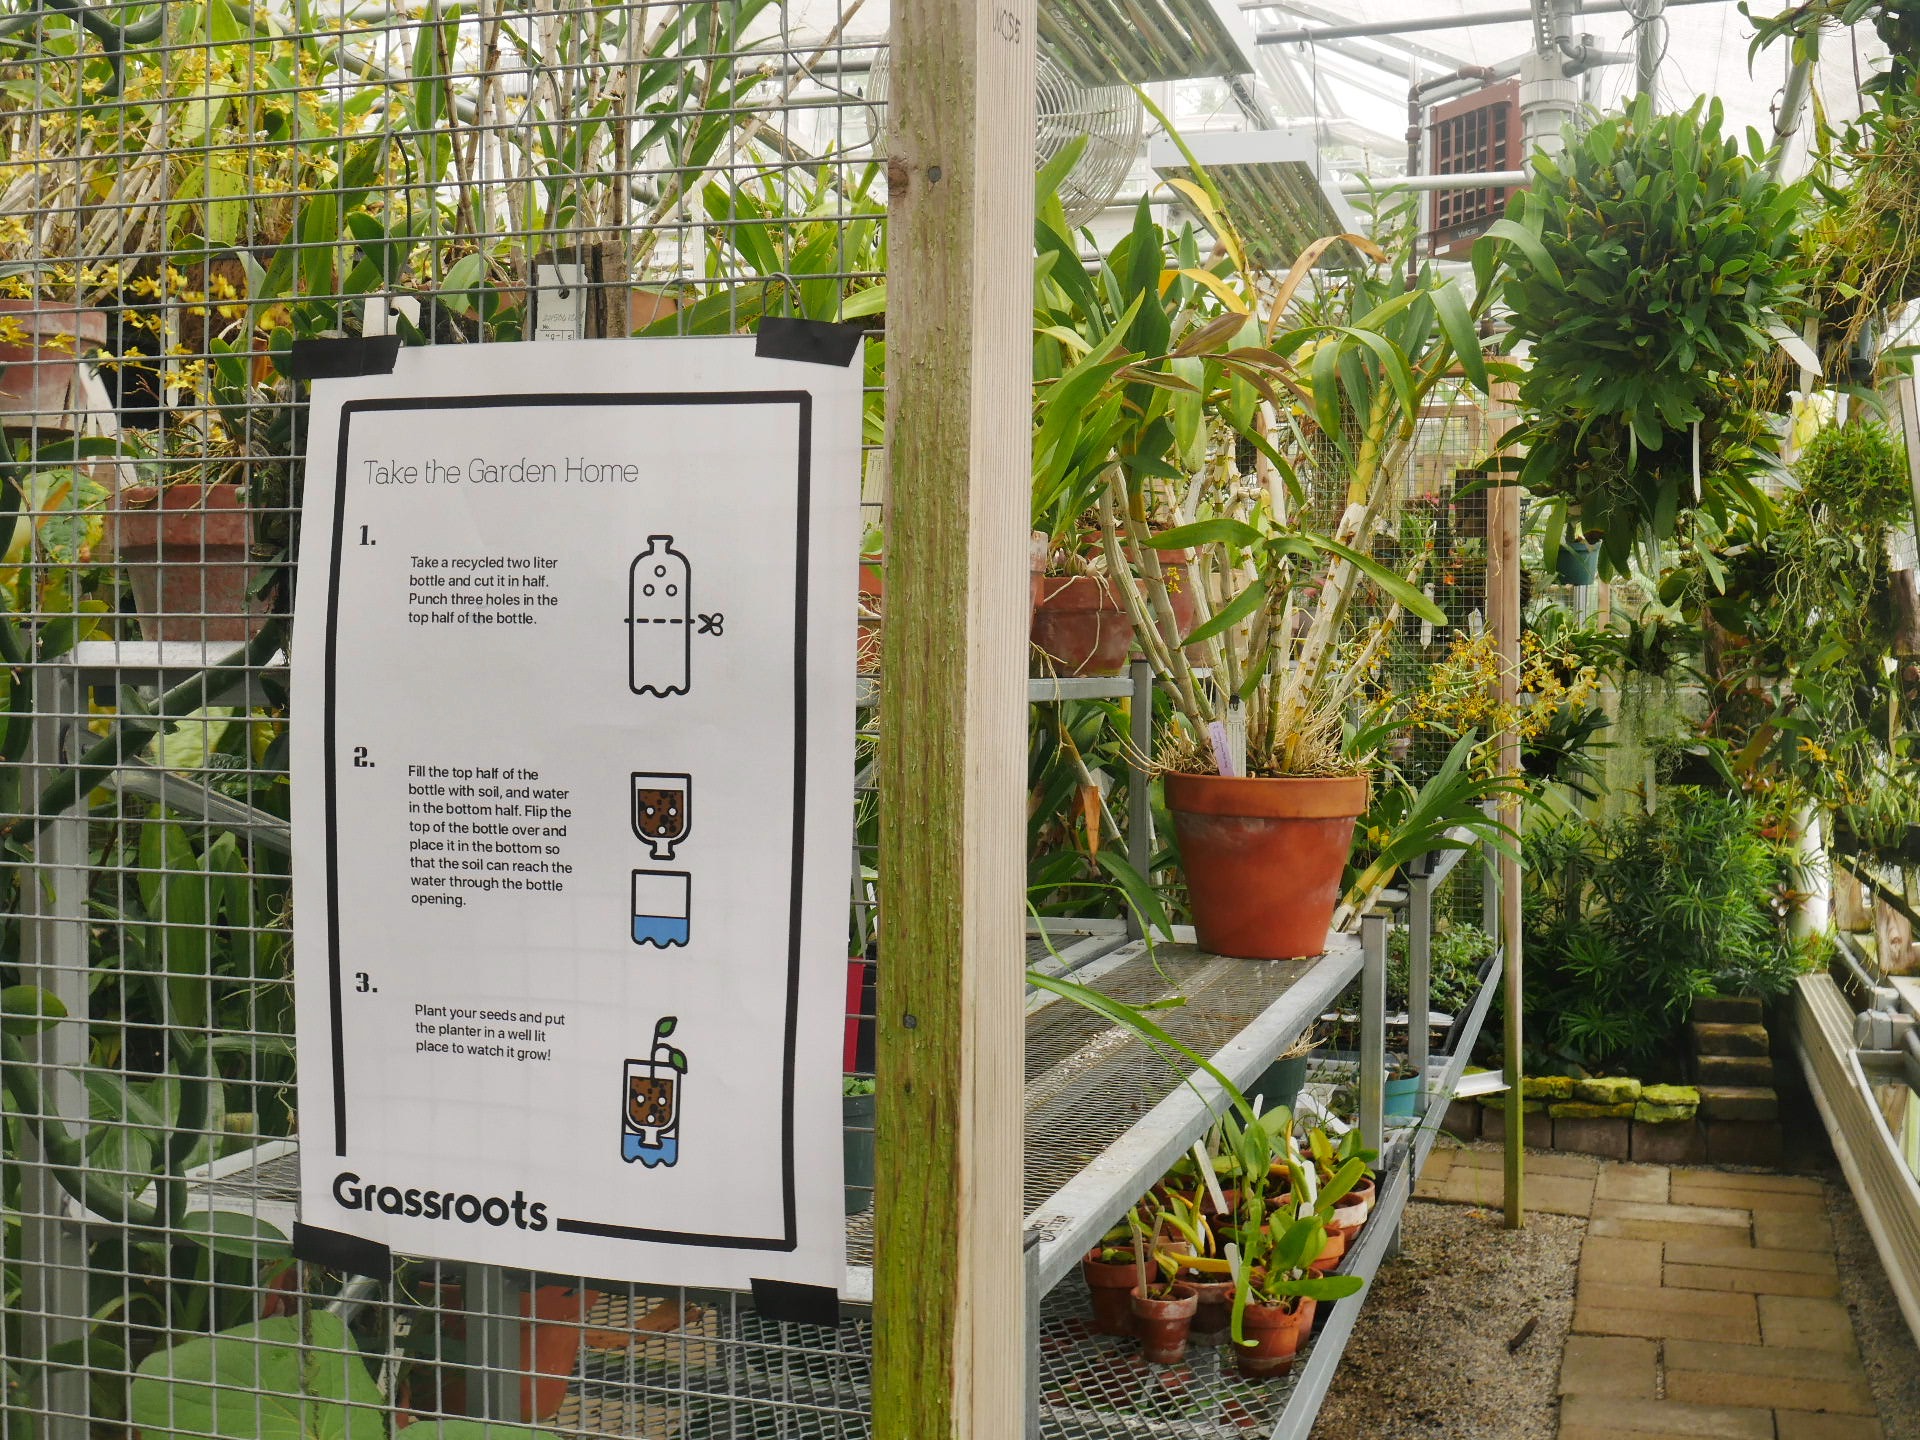 Take the Garden Home
1.
Take a recycled two liter
bottle and cut it in half.
Punch three holes in the
top half of the bottle.
2.
Fill the top half of the
bottle with soil, and water
in the bottom half. Flip the
top of the bottle over and
place it in the bottom so
that the soil can reach the
water through the bottle
opening.
3.
Plant your seeds and put
the planter in a well lit
place to watch it grow!
Grassroots
Vulcan